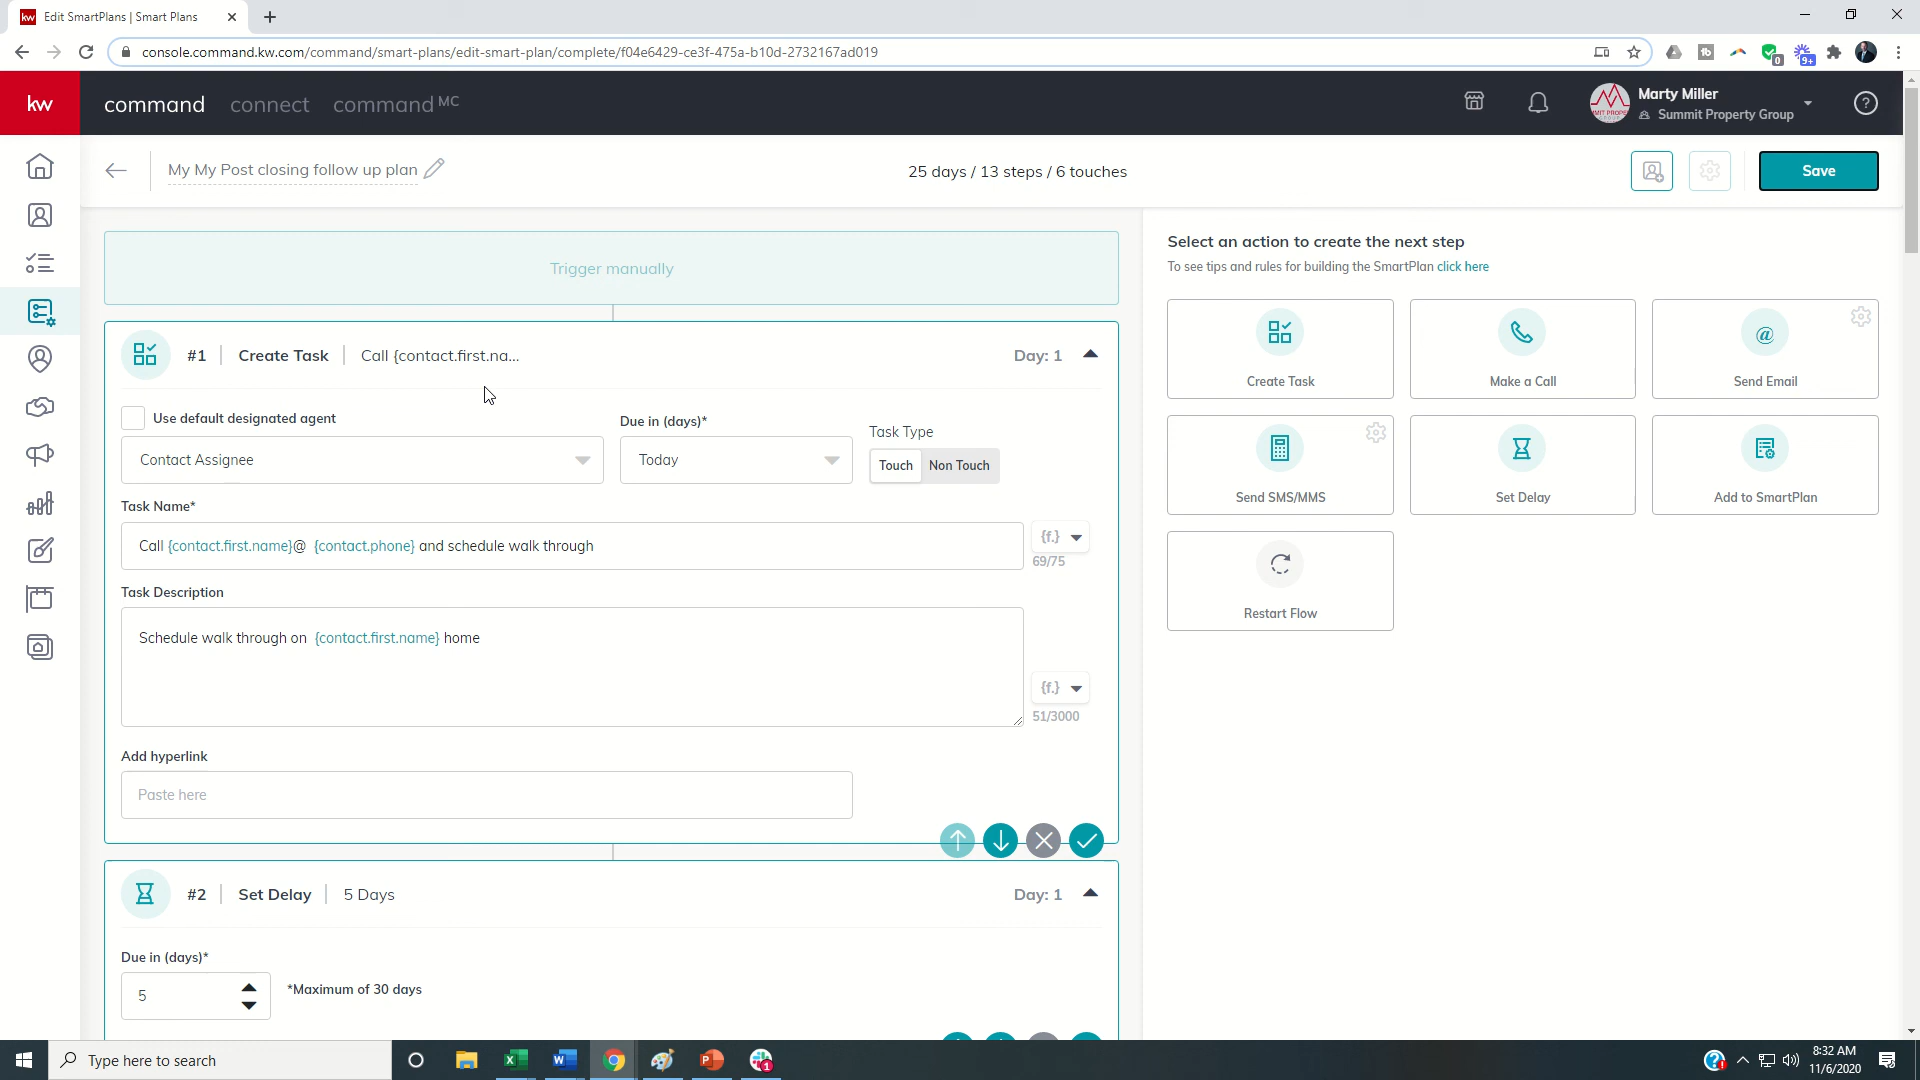 Edit SmartPlans | Smart Plans
console.command.kw.com/command/smart-plans/edit-smart-plan/complete/f04e6429-ce3f-475a-b10d-2732167ad019
0
9+
kw
command
connect
command MC
Marty Miller
Summit Property Group
My My Post closing follow up plan
25 days / 13 steps / 6 touches
Save
Trigger manually
#1
Create Task
Call {contact.first.na...
Day: 1
Use default designated agent
Contact Assignee
Due in (days)*
Today
Task Type
Touch
Non Touch
Task Name*
Call {contact.first.name}@ {contact.phone} and schedule walk through
{f.}
69/75
Task Description
Schedule walk through on {contact.first.name} home
{f.}
51/3000
Add hyperlink
Paste here
#2
Set Delay
5 Days
Day: 1
Due in (days)*
5
*Maximum of 30 days
Select an action to create the next step
To see tips and rules for building the SmartPlan click here
Create Task
Make a Call
@
Send Email
Send SMS/MMS
Set Delay
Add to SmartPlan
Restart Flow
Type here to search
8:32 AM
11/6/2020